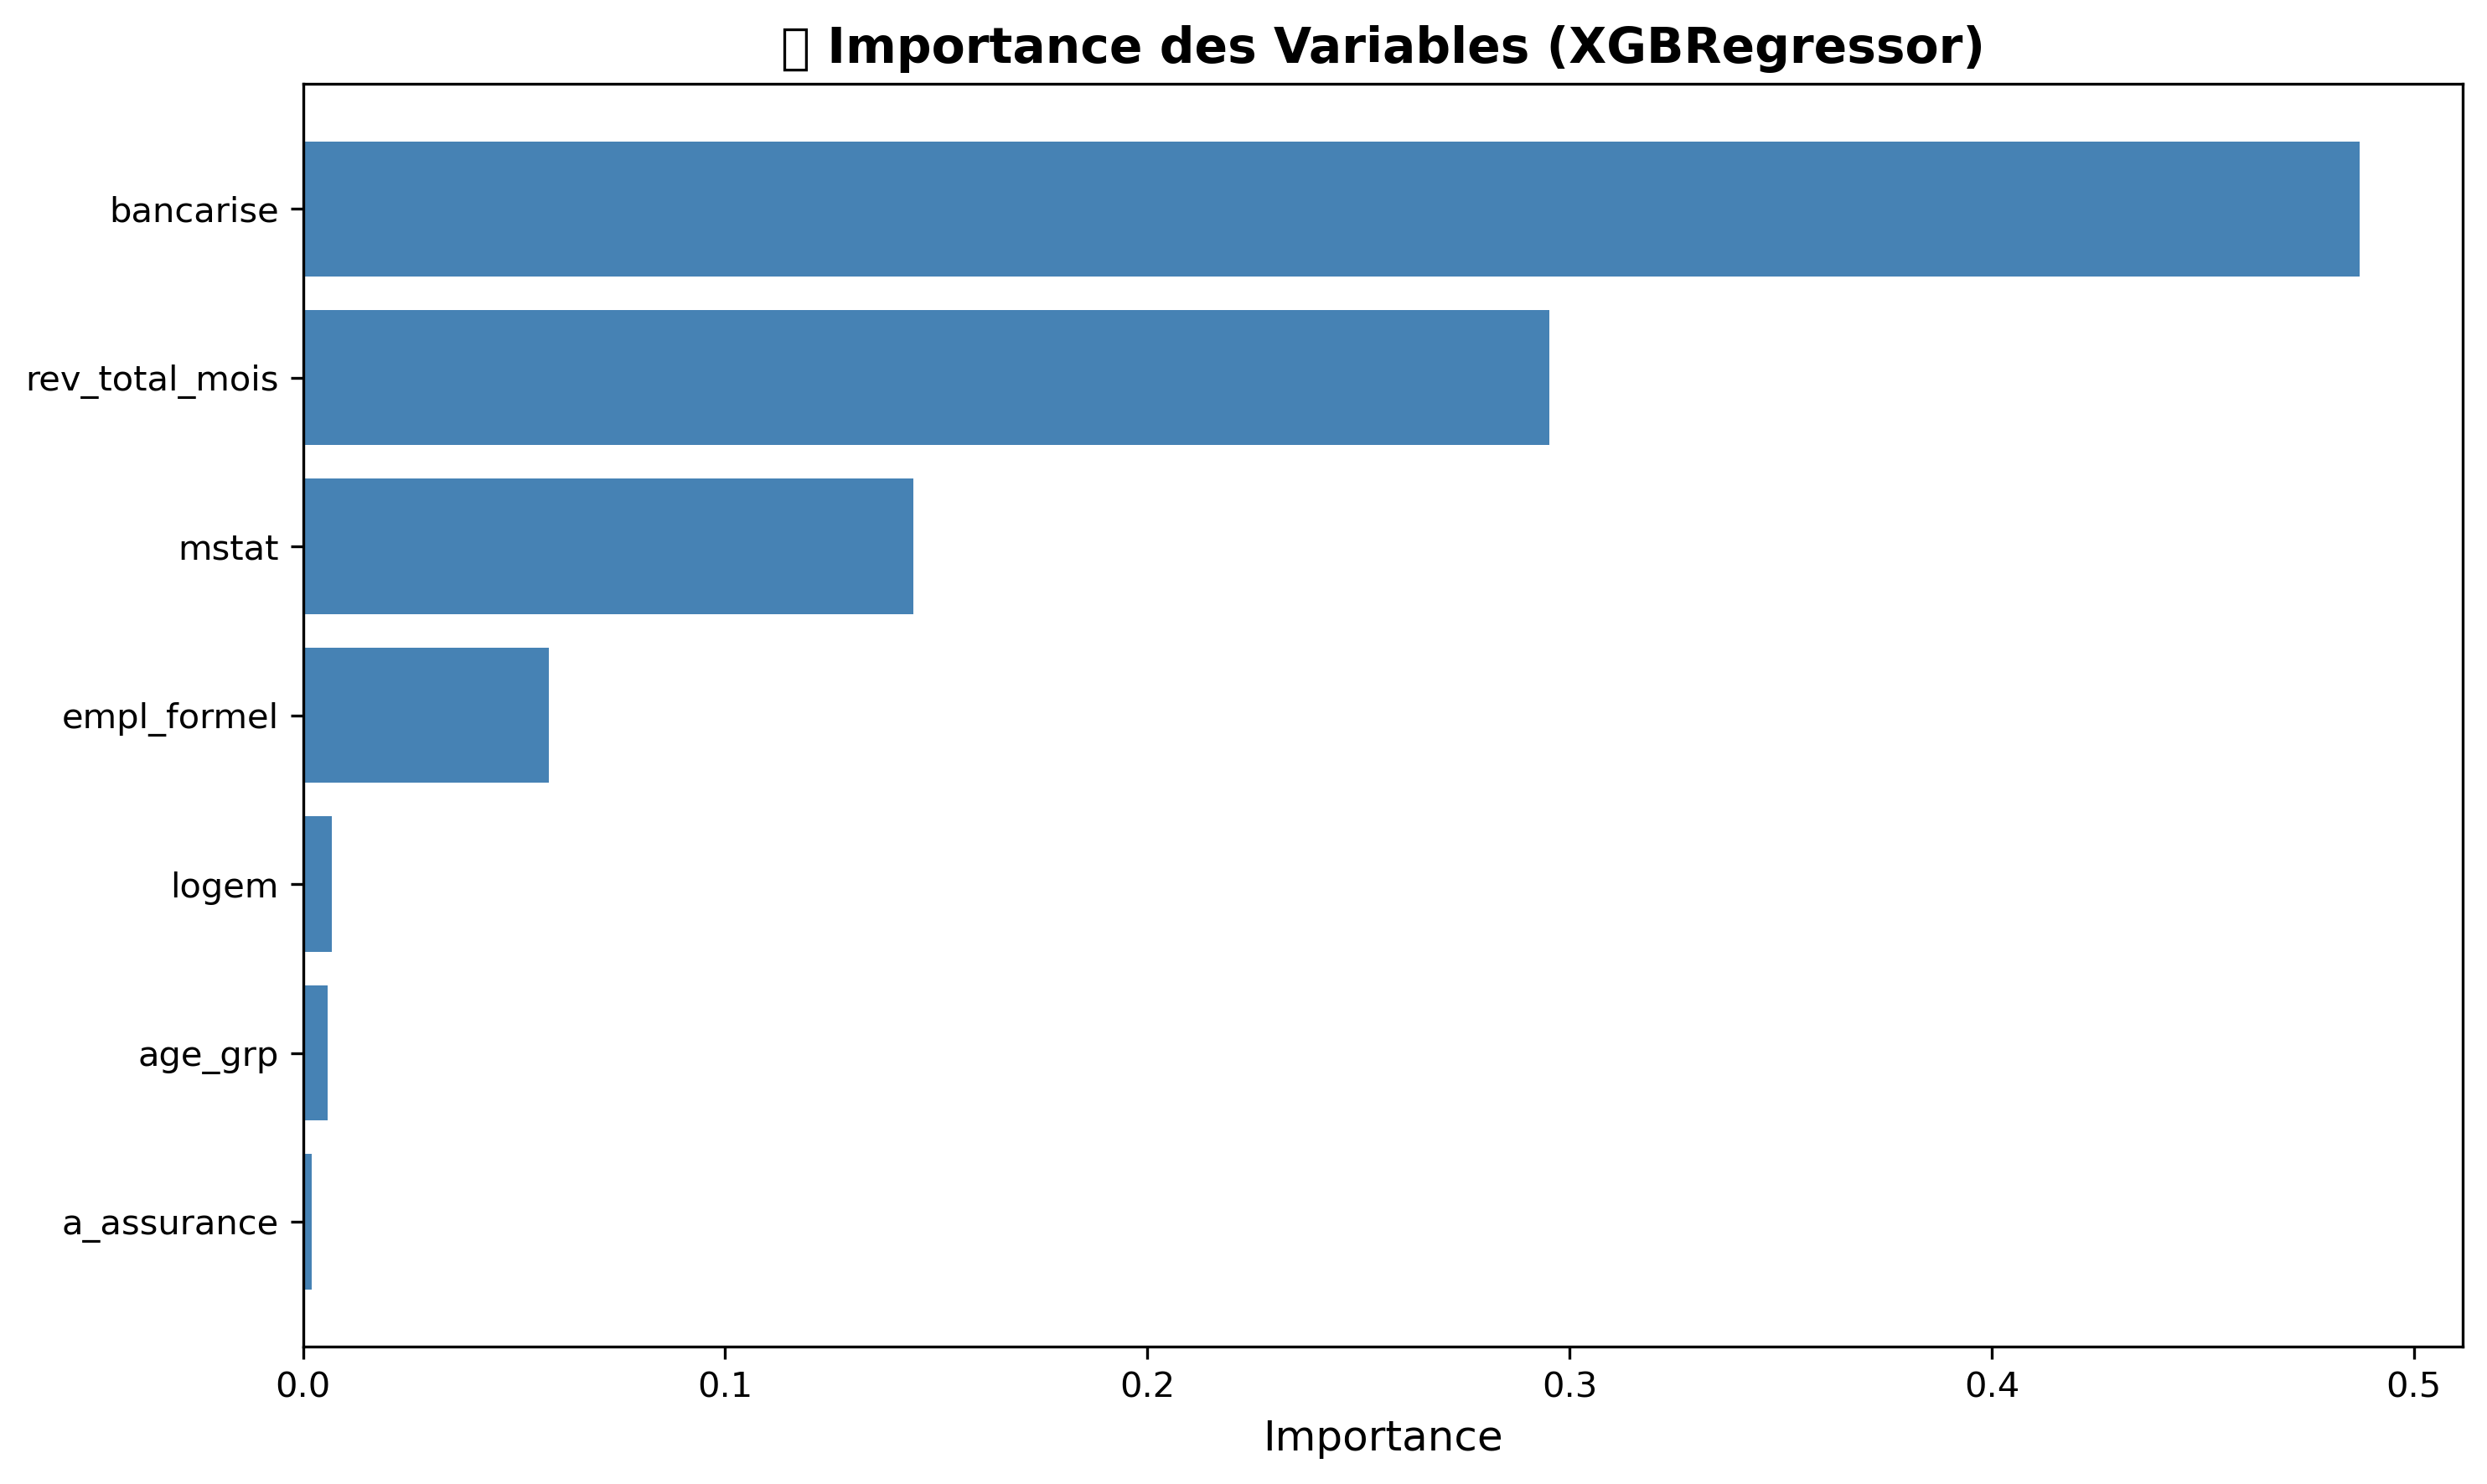 Importance des Variables (XGBRegressor)
bancarise
rev_total_mois
mstat
empl_formel
logem
age_grp
a_assurance
0.0 0.1 0.2 0.3 0.4 0.5
Importance